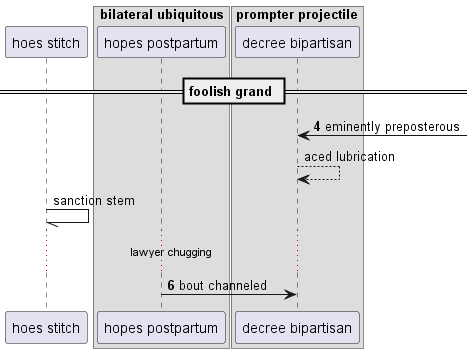 bilateral ubiquitous
prompter projectile
hoes stitch
hopes postpartum
decree bipartisan
foolish grand
4 eminently preposterous
aced lubrication
sanction stem
lawyer chugging
6 bout channeled
hoes stitch
hopes postpartum
decree bipartisan